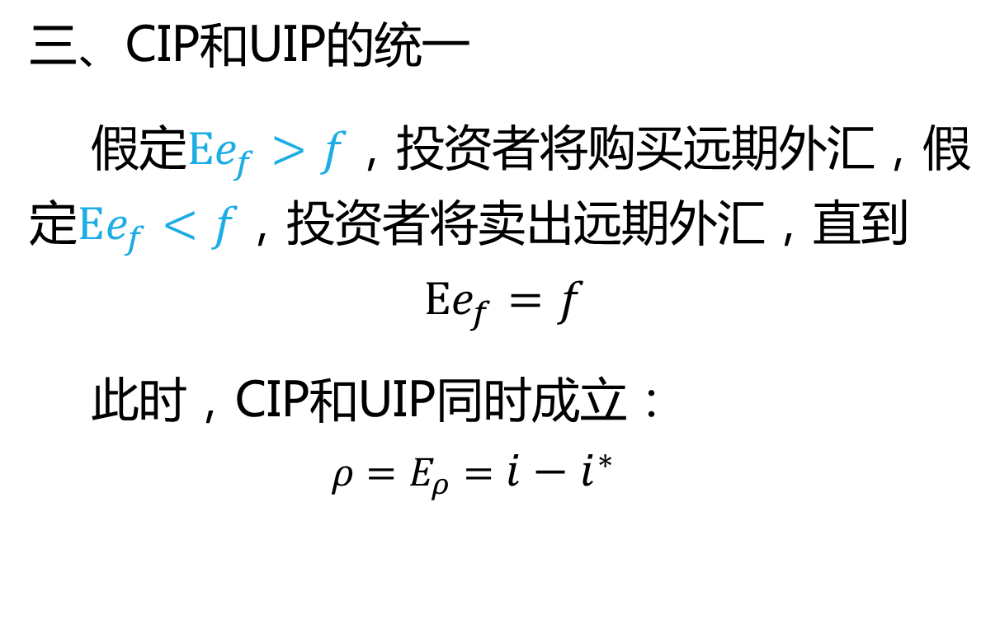 三、CIP和UIP的统一
假定Ee_f > f，投资者将购买远期外汇，假
定Ee_f < f，投资者将卖出远期外汇，直到
Ee_f = f
此时，CIP和UIP同时成立：
ρ = E_ρ = i − i*